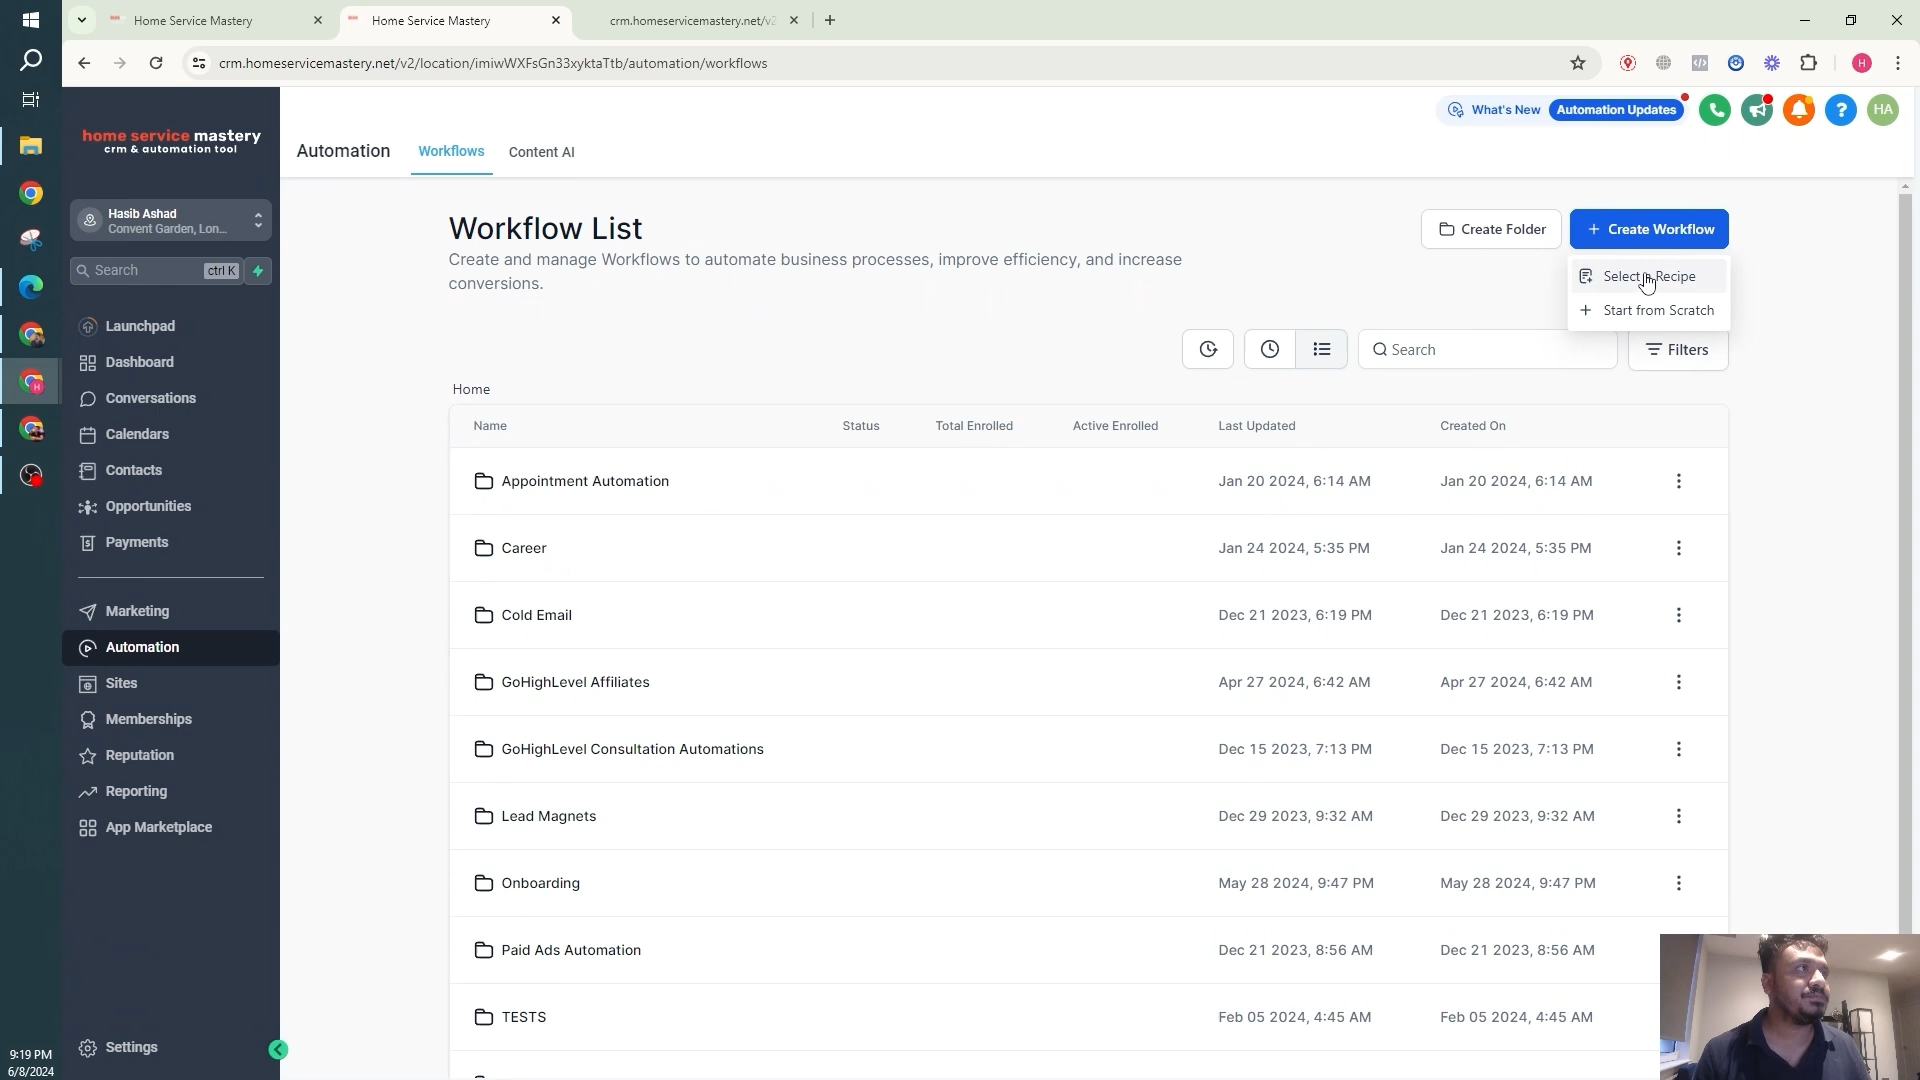 Home Service Mastery
Home Service Mastery
crm.homeservicemastery.net/v2
crm.homeservicemastery.net/v2/location/imiwWXFsGn33xyktaTtb/automation/workflows
H
home service mastery
crm & automation tool
Hasib Ashad
Convent Garden, Lon...
Search
ctrl K
Launchpad
Dashboard
Conversations
Calendars
Contacts
Opportunities
Payments
Marketing
Automation
Sites
Memberships
Reputation
Reporting
App Marketplace
Settings
9:19 PM
6/8/2024
What's New
Automation Updates
HA
Automation
Workflows
Content AI
Workflow List
Create and manage Workflows to automate business processes, improve efficiency, and increase
conversions.
Create Folder
+ Create Workflow
Select Recipe
+ Start from Scratch
Search
Filters
Home
Name Status Total Enrolled Active Enrolled Last Updated Created On
Appointment Automation Jan 20 2024, 6:14 AM Jan 20 2024, 6:14 AM
Career Jan 24 2024, 5:35 PM Jan 24 2024, 5:35 PM
Cold Email Dec 21 2023, 6:19 PM Dec 21 2023, 6:19 PM
GoHighLevel Affiliates Apr 27 2024, 6:42 AM Apr 27 2024, 6:42 AM
GoHighLevel Consultation Automations Dec 15 2023, 7:13 PM Dec 15 2023, 7:13 PM
Lead Magnets Dec 29 2023, 9:32 AM Dec 29 2023, 9:32 AM
Onboarding May 28 2024, 9:47 PM May 28 2024, 9:47 PM
Paid Ads Automation Dec 21 2023, 8:56 AM Dec 21 2023, 8:56 AM
TESTS Feb 05 2024, 4:45 AM Feb 05 2024, 4:45 AM